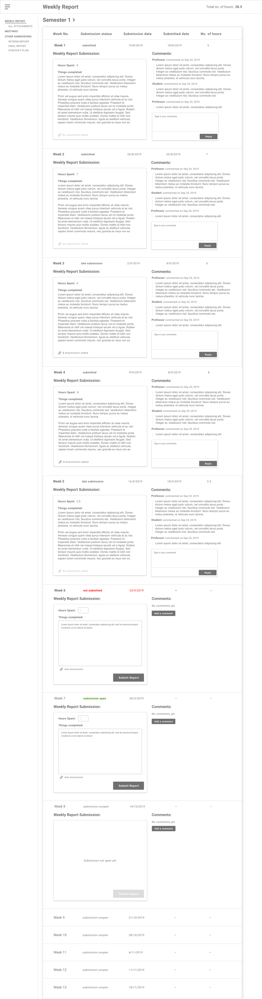 Weekly Report
Total no. of hours: 28.5
WEEKLY REPORT
ALL ATTACHMENTS
MEETINGS
OTHER SUBMISSIONS
INTERIM REPORT
FINAL REPORT
STRATEGY PLAN
Semester 1
Week No. Submission status Submission date Submitted date No. of hours
Week 1 submitted 19/8/2019 18/8/2019 5
Weekly Report Submission:
Hours Spent: 5
Things completed:
Lorem ipsum dolor sit amet, consectetur adipiscing elit. Donec
dictum metus eget justo rutrum, vel convallis lacus porta. Integer
ac vestibulum nisl, faucibus commodo est. Vestibulum bibendum
metus ac molestie tincidunt. Nunc tempor purus eu metus
pharetra, id vehicula nunc lacinia.
Proin vel augue sed enim imperdiet efficitur at vitae mauris.
Aenean congue quam vitae purus interdum vehicula at ac nisi.
Phasellus posuere nulla a facilisis egestas. Praesent et
imperdiet diam. Vestibulum pretium lacus vel mi molestie porta.
Maecenas et nibh vel massa tristique iaculis vel a ligula. Nullam
sit amet elementum nulla. Ut eleifend dignissim feugiat. Sed
tempor mauris quis mollis sodales. Donec mattis id nibh non
hendrerit. Vestibulum fermentum, ligula ac eleifend vehicula,
sapien lorem commodo mauris, nec gravida ex risus non ex.
No attachment added
Comments:
Professor commented on Sep 23, 2019
Lorem ipsum dolor sit amet, consectetur adipiscing elit. Donec
dictum metus eget justo rutrum, vel convallis lacus porta.
Integer ac vestibulum nisl, faucibus commodo est. Vestibulum
bibendum metus ac molestie tincidunt. Nunc tempor purus eu
metus pharetra, id vehicula nunc lacinia.
Student commented on Sep 25, 2019
Lorem ipsum dolor sit amet, consectetur adipiscing elit. Donec
dictum metus eget justo rutrum, vel convallis lacus porta.
Integer ac vestibulum nisl, faucibus commodo est.
Professor commented on Sep 25, 2019
Lorem ipsum dolor sit amet, consectetur adipiscing elit.
Type in your comments
Reply
Week 2 submitted 26/8/2019 25/8/2019 7
Weekly Report Submission:
Hours Spent: 7
Things completed:
Lorem ipsum dolor sit amet, consectetur adipiscing elit. Donec
dictum metus eget justo rutrum, vel convallis lacus porta. Integer
ac vestibulum nisl, faucibus commodo est. Vestibulum bibendum
metus ac molestie tincidunt. Nunc tempor purus eu metus
pharetra, id vehicula nunc lacinia.
Proin vel augue sed enim imperdiet efficitur at vitae mauris.
Aenean congue quam vitae purus interdum vehicula at ac nisi.
Phasellus posuere nulla a facilisis egestas. Praesent et
imperdiet diam. Vestibulum pretium lacus vel mi molestie porta.
Maecenas et nibh vel massa tristique iaculis vel a ligula. Nullam
sit amet elementum nulla. Ut eleifend dignissim feugiat. Sed
tempor mauris quis mollis sodales. Donec mattis id nibh non
hendrerit. Vestibulum fermentum, ligula ac eleifend vehicula,
sapien lorem commodo mauris, nec gravida ex risus non ex.
No attachment added
Comments:
Professor commented on Sep 23, 2019
Lorem ipsum dolor sit amet, consectetur adipiscing elit. Donec
dictum metus eget justo rutrum, vel convallis lacus porta.
Integer ac vestibulum nisl, faucibus commodo est. Vestibulum
bibendum metus ac molestie tincidunt. Nunc tempor purus eu
metus pharetra, id vehicula nunc lacinia.
Student commented on Sep 25, 2019
Lorem ipsum dolor sit amet, consectetur adipiscing elit. Donec
dictum metus eget justo rutrum, vel convallis lacus porta.
Integer ac vestibulum nisl, faucibus commodo est.
Professor commented on Sep 25, 2019
Lorem ipsum dolor sit amet, consectetur adipiscing elit.
Type in your comments
Reply
Week 3 late submission 2/9/2019 4/9/2019 6
Weekly Report Submission:
Hours Spent: 6
Things completed:
Lorem ipsum dolor sit amet, consectetur adipiscing elit. Donec
dictum metus eget justo rutrum, vel convallis lacus porta. Integer
ac vestibulum nisl, faucibus commodo est. Vestibulum bibendum
metus ac molestie tincidunt. Nunc tempor purus eu metus
pharetra, id vehicula nunc lacinia.
Proin vel augue sed enim imperdiet efficitur at vitae mauris.
Aenean congue quam vitae purus interdum vehicula at ac nisi.
Phasellus posuere nulla a facilisis egestas. Praesent et
imperdiet diam. Vestibulum pretium lacus vel mi molestie porta.
Maecenas et nibh vel massa tristique iaculis vel a ligula. Nullam
sit amet elementum nulla. Ut eleifend dignissim feugiat. Sed
tempor mauris quis mollis sodales. Donec mattis id nibh non
hendrerit. Vestibulum fermentum, ligula ac eleifend vehicula,
sapien lorem commodo mauris, nec gravida ex risus non ex.
2 Attachments Added
Comments:
Professor commented on Sep 23, 2019
Lorem ipsum dolor sit amet, consectetur adipiscing elit. Donec
dictum metus eget justo rutrum, vel convallis lacus porta.
Integer ac vestibulum nisl, faucibus commodo est. Vestibulum
bibendum metus ac molestie tincidunt. Nunc tempor purus eu
metus pharetra, id vehicula nunc lacinia.
Student commented on Sep 25, 2019
Lorem ipsum dolor sit amet, consectetur adipiscing elit. Donec
dictum metus eget justo rutrum, vel convallis lacus porta.
Integer ac vestibulum nisl, faucibus commodo est.
Professor commented on Sep 25, 2019
Lorem ipsum dolor sit amet, consectetur adipiscing elit.
Type in your comments
Reply
Week 4 submitted 9/9/2019 8/9/2019 8
Weekly Report Submission:
Hours Spent: 8
Things completed:
Lorem ipsum dolor sit amet, consectetur adipiscing elit. Donec
dictum metus eget justo rutrum, vel convallis lacus porta. Integer
ac vestibulum nisl, faucibus commodo est. Vestibulum bibendum
metus ac molestie tincidunt. Nunc tempor purus eu metus
pharetra, id vehicula nunc lacinia.
Proin vel augue sed enim imperdiet efficitur at vitae mauris.
Aenean congue quam vitae purus interdum vehicula at ac nisi.
Phasellus posuere nulla a facilisis egestas. Praesent et
imperdiet diam. Vestibulum pretium lacus vel mi molestie porta.
Maecenas et nibh vel massa tristique iaculis vel a ligula. Nullam
sit amet elementum nulla. Ut eleifend dignissim feugiat. Sed
tempor mauris quis mollis sodales. Donec mattis id nibh non
hendrerit. Vestibulum fermentum, ligula ac eleifend vehicula,
sapien lorem commodo mauris, nec gravida ex risus non ex.
4 Attachments Added
Comments:
Professor commented on Sep 23, 2019
Lorem ipsum dolor sit amet, consectetur adipiscing elit. Donec
dictum metus eget justo rutrum, vel convallis lacus porta.
Integer ac vestibulum nisl, faucibus commodo est. Vestibulum
bibendum metus ac molestie tincidunt. Nunc tempor purus eu
metus pharetra, id vehicula nunc lacinia.
Student commented on Sep 25, 2019
Lorem ipsum dolor sit amet, consectetur adipiscing elit. Donec
dictum metus eget justo rutrum, vel convallis lacus porta.
Integer ac vestibulum nisl, faucibus commodo est.
Professor commented on Sep 25, 2019
Lorem ipsum dolor sit amet, consectetur adipiscing elit.
Type in your comments
Reply
Week 5 late submission 16/9/2019 18/9/2019 2.5
Weekly Report Submission:
Hours Spent: 2.5
Things completed:
Lorem ipsum dolor sit amet, consectetur adipiscing elit. Donec
dictum metus eget justo rutrum, vel convallis lacus porta. Integer
ac vestibulum nisl, faucibus commodo est. Vestibulum bibendum
metus ac molestie tincidunt. Nunc tempor purus eu metus
pharetra, id vehicula nunc lacinia.
Proin vel augue sed enim imperdiet efficitur at vitae mauris.
Aenean congue quam vitae purus interdum vehicula at ac nisi.
Phasellus posuere nulla a facilisis egestas. Praesent et
imperdiet diam. Vestibulum pretium lacus vel mi molestie porta.
Maecenas et nibh vel massa tristique iaculis vel a ligula. Nullam
sit amet elementum nulla. Ut eleifend dignissim feugiat. Sed
tempor mauris quis mollis sodales. Donec mattis id nibh non
hendrerit. Vestibulum fermentum, ligula ac eleifend vehicula,
sapien lorem commodo mauris, nec gravida ex risus non ex.
No attachment added
Comments:
Professor commented on Sep 23, 2019
Lorem ipsum dolor sit amet, consectetur adipiscing elit. Donec
dictum metus eget justo rutrum, vel convallis lacus porta.
Integer ac vestibulum nisl, faucibus commodo est. Vestibulum
bibendum metus ac molestie tincidunt. Nunc tempor purus eu
metus pharetra, id vehicula nunc lacinia.
Student commented on Sep 25, 2019
Lorem ipsum dolor sit amet, consectetur adipiscing elit. Donec
dictum metus eget justo rutrum, vel convallis lacus porta.
Integer ac vestibulum nisl, faucibus commodo est.
Professor commented on Sep 25, 2019
Lorem ipsum dolor sit amet, consectetur adipiscing elit.
Type in your comments
Reply
Week 6 not submitted 23/9/2019 – –
Weekly Report Submission:
Hours Spent:
Things completed:
Lorem ipsum dolor sit amet, consectetur adipisicing elit, sed do eiusmod tempor
incididunt ut ero labore et dolore
Add attachment
Submit Report
Comments:
No comments yet.
Add a comment
Week 7 submission open 30/9/2019 – –
Weekly Report Submission:
Hours Spent:
Things completed:
Lorem ipsum dolor sit amet, consectetur adipisicing elit, sed do eiusmod tempor
incididunt ut ero labore et dolore
Add attachment
Submit Report
Comments:
No comments yet.
Add a comment
Week 8 submission unopen 14/10/2019 – –
Weekly Report Submission:
Submission not open yet.
Submit Report
Comments:
No comments yet.
Add a comment
Week 9 submission unopen 21/10/2019 – –
Week 10 submission unopen 28/10/2019 – –
Week 11 submission unopen 4/11/2019 – –
Week 12 submission unopen 11/11/2019 – –
Week 13 submission unopen 18/11/2019 – –